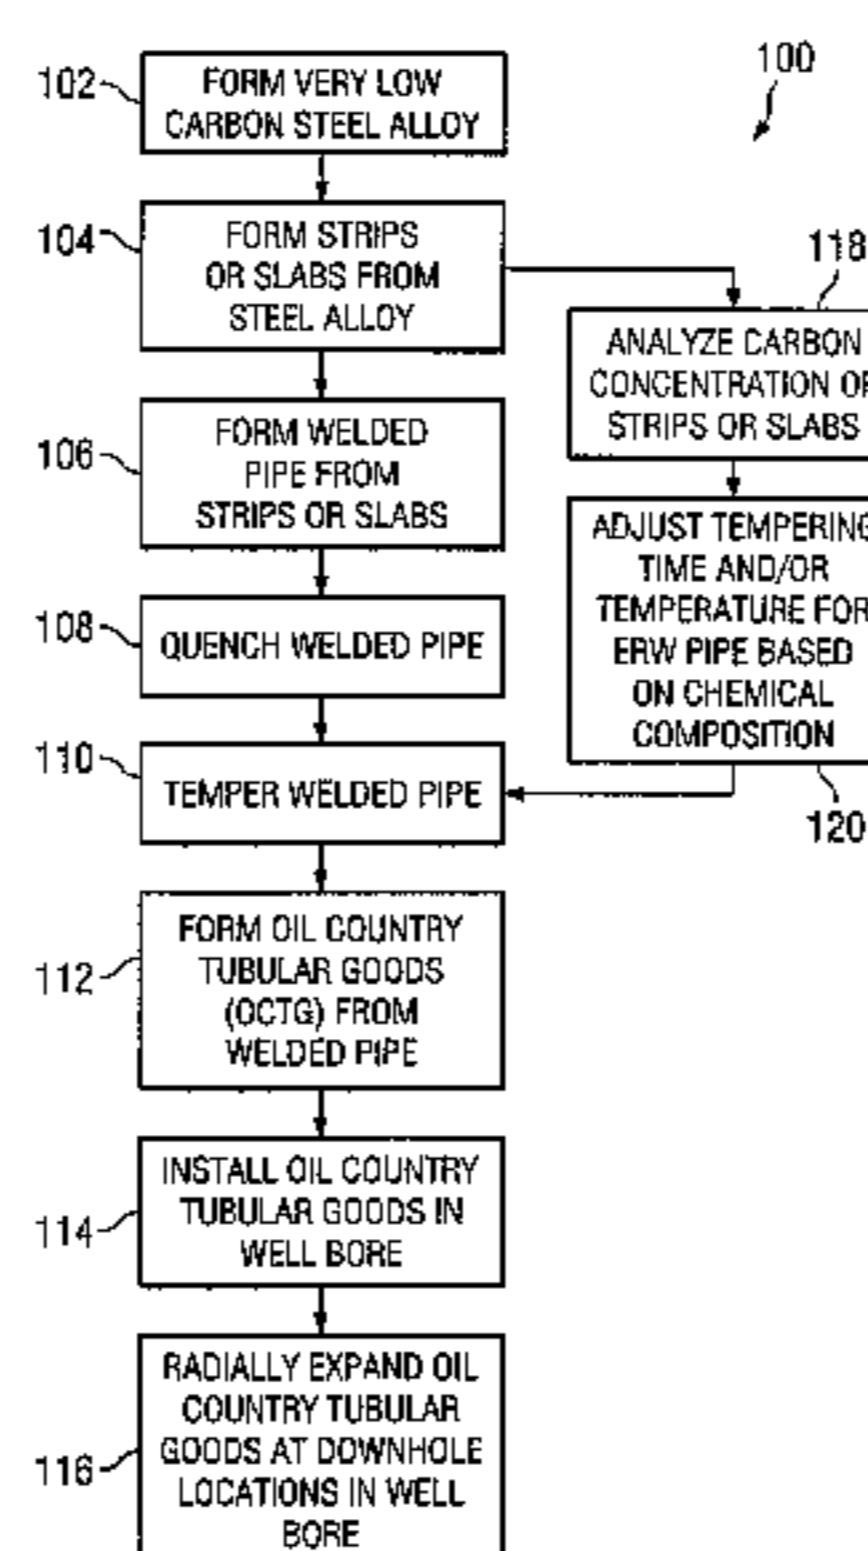 100
102
FORM VERY LOW
CARBON STEEL ALLOY
104
FORM STRIPS
OR SLABS FROM
STEEL ALLOY
118
ANALYZE CARBON
CONCENTRATION OF
STRIPS OR SLABS
106
FORM WELDED
PIPE FROM
STRIPS OR SLABS
ADJUST TEMPERING
TIME AND/OR
TEMPERATURE FOR
ERW PIPE BASED
ON CHEMICAL
COMPOSITION
120
108
QUENCH WELDED PIPE
110
TEMPER WELDED PIPE
112
FORM OIL COUNTRY
TUBULAR GOODS
(OCTG) FROM
WELDED PIPE
114
INSTALL OIL COUNTRY
TUBULAR GOODS IN
WELL BORE
116
RADIALLY EXPAND OIL
COUNTRY TUBULAR
GOODS AT DOWNHOLE
LOCATIONS IN WELL
BORE